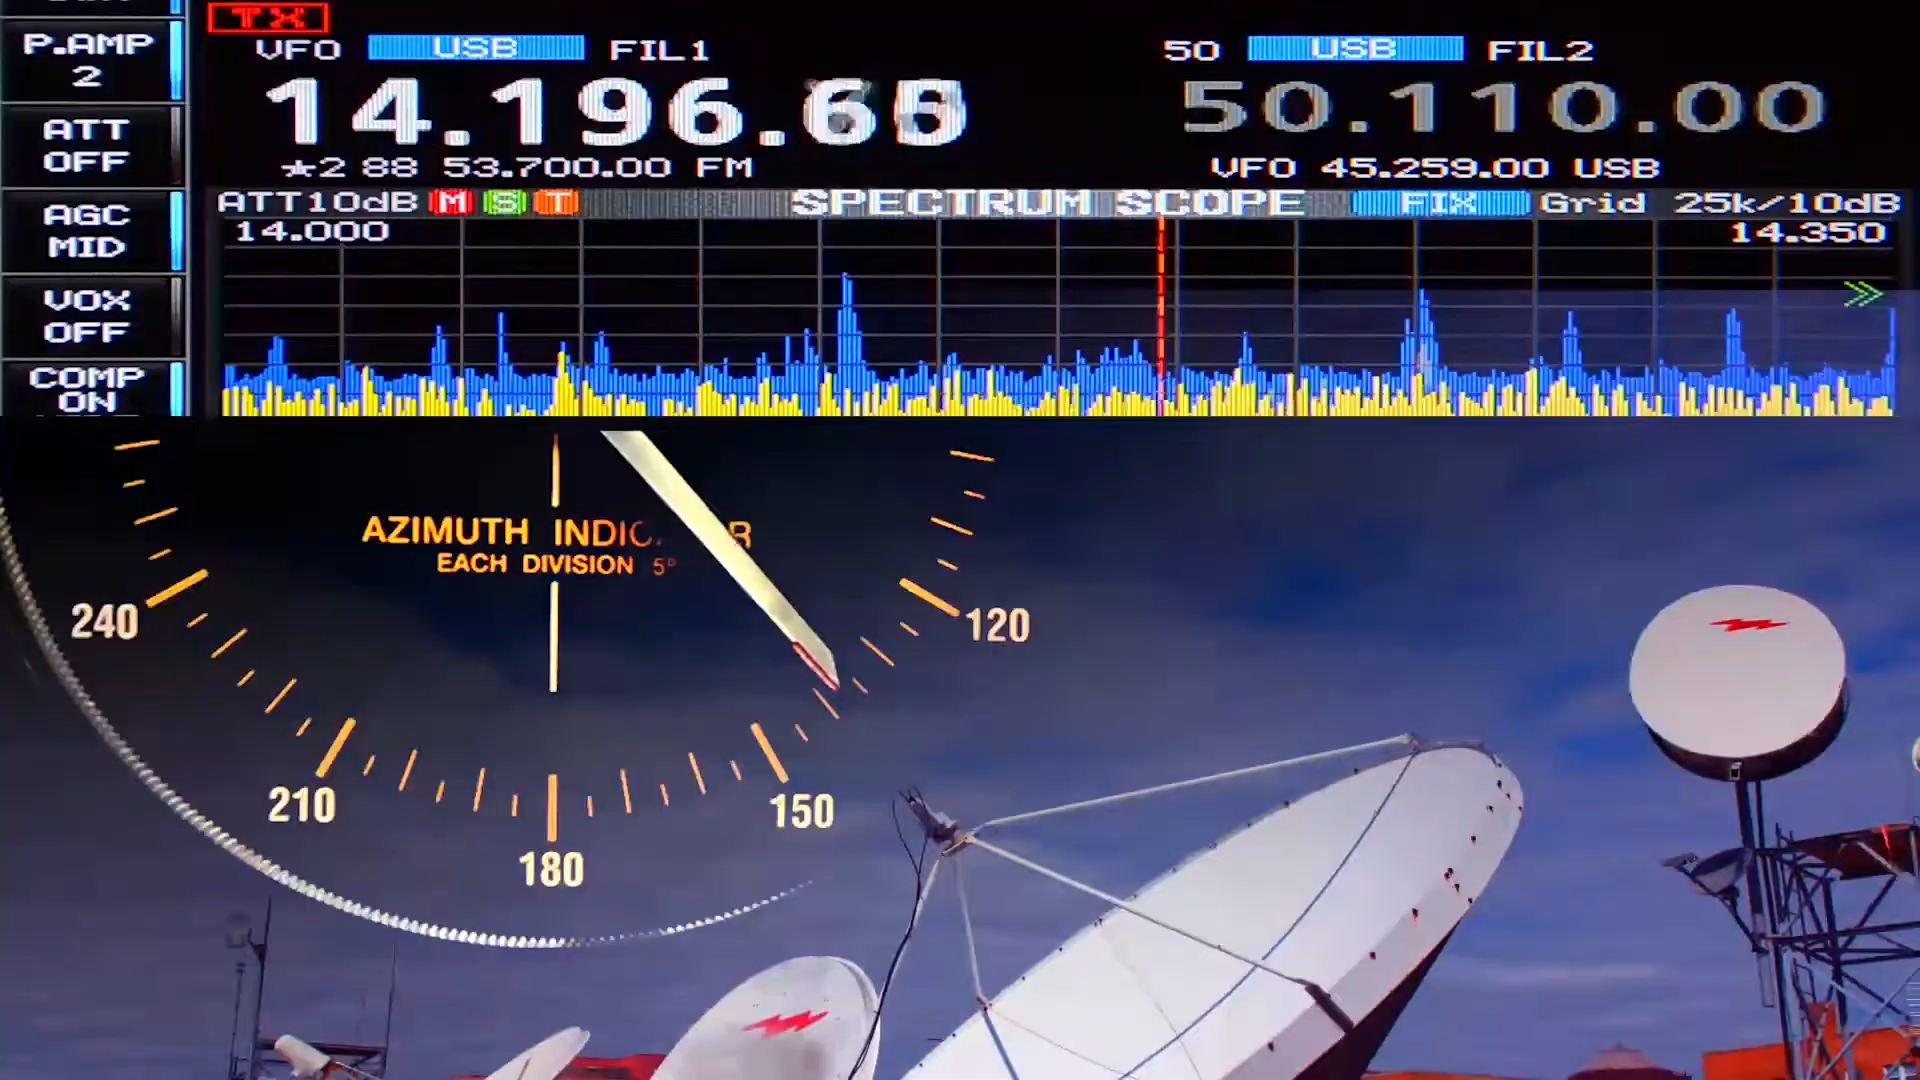 TX
VFO USB FIL1
50 USB FIL2
14.196.
50.110.00
★2 88 53.700.00 FM
VFO 45.259.00 USB
ATT10dB M S T SPECTRUM SCOPE FIX Grid 25k/10dB
14.000
14.350
P.AMP
2
ATT
OFF
AGC
MID
VOX
OFF
COMP
ON
AZIMUTH
EACH DIVISION 5°
240
210
180
150
120